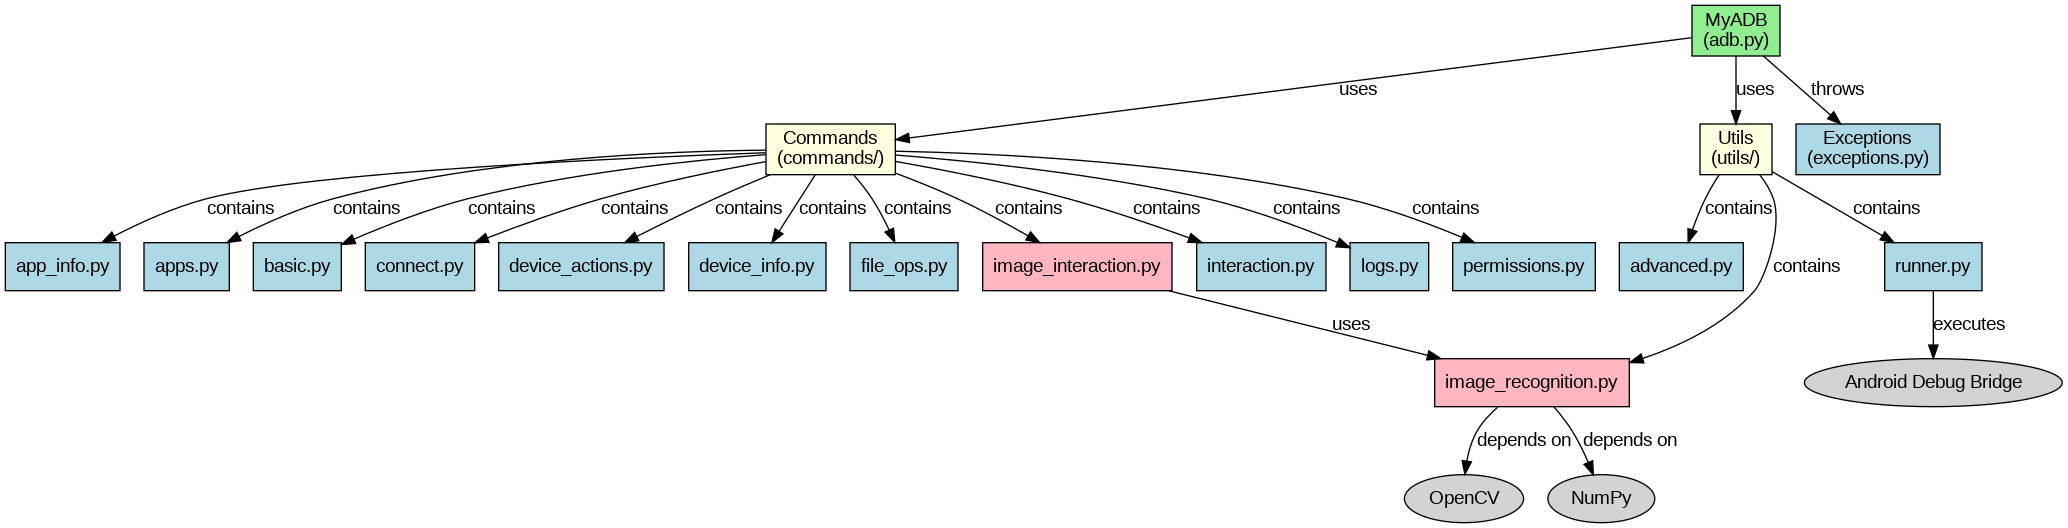 MyADB
(adb.py)
uses
uses
throws
Commands
(commands/)
Utils
(utils/)
Exceptions
(exceptions.py)
contains
contains
contains
contains
contains
contains
contains
contains
contains
contains
contains
contains
contains
app_info.py
apps.py
basic.py
connect.py
device_actions.py
device_info.py
file_ops.py
image_interaction.py
interaction.py
logs.py
permissions.py
advanced.py
contains
runner.py
uses
executes
image_recognition.py
Android Debug Bridge
depends on
depends on
OpenCV
NumPy